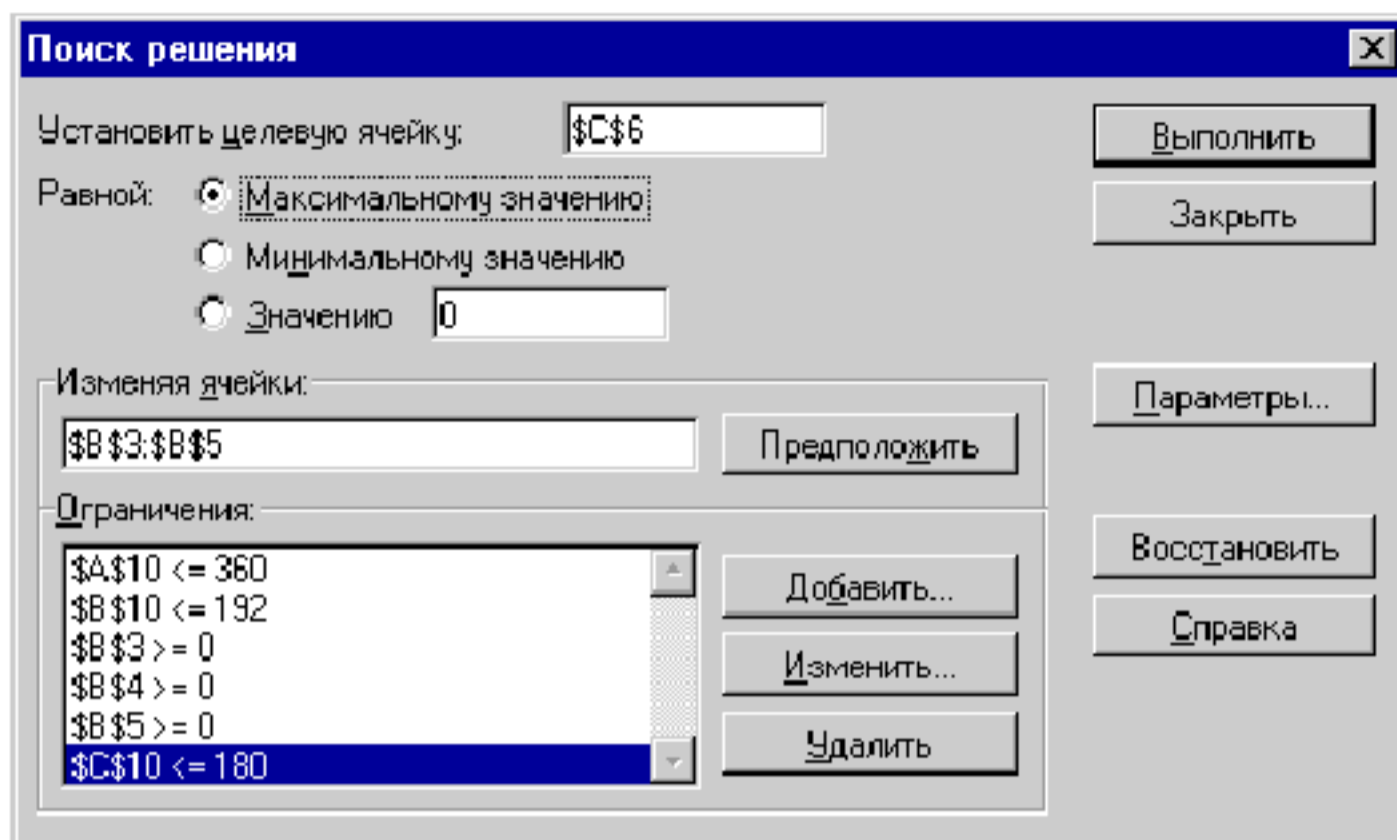 Поиск решения
Установить целевую ячейку: $C$6
Выполнить
Равной: Максимальному значению
Закрыть
Минимальному значению
Значению 0
Изменяя ячейки:
Параметры...
$B$3:$B$5
Предположить
Ограничения:
Восстановить
$A$10 <= 360
Добавить...
$B$10 <= 192
Справка
$B$3 >= 0
Изменить...
$B$4 >= 0
$B$5 >= 0
Удалить
$C$10 <= 180